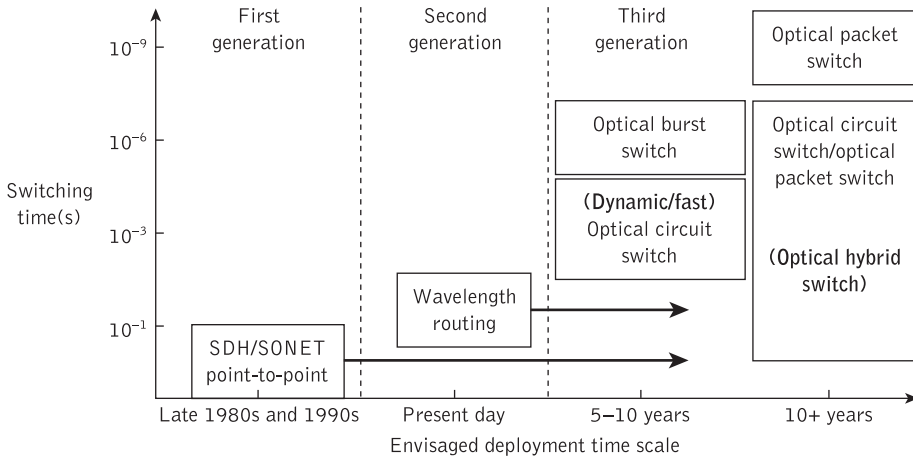 First
generation
Second
generation
Third
generation
Optical packet
switch
10⁻⁹
Optical burst
switch
Optical circuit
switch/optical
packet switch
10⁻⁶
Switching
time(s)
(Dynamic/fast)
Optical circuit
switch
10⁻³
(Optical hybrid
switch)
Wavelength
routing
10⁻¹
SDH/SONET
point-to-point
Late 1980s and 1990s
Present day
5–10 years
10+ years
Envisaged deployment time scale